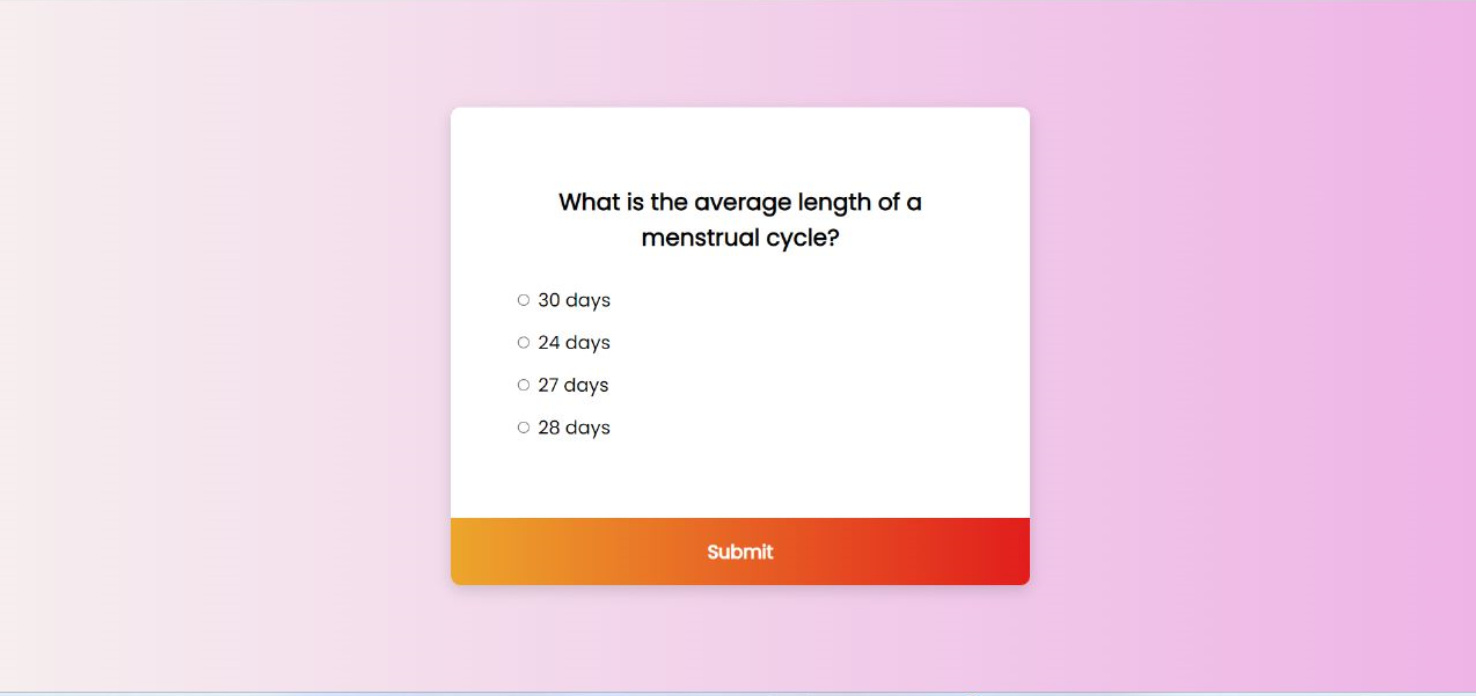 What is the average length of a
menstrual cycle?
30 days
24 days
27 days
28 days
Submit